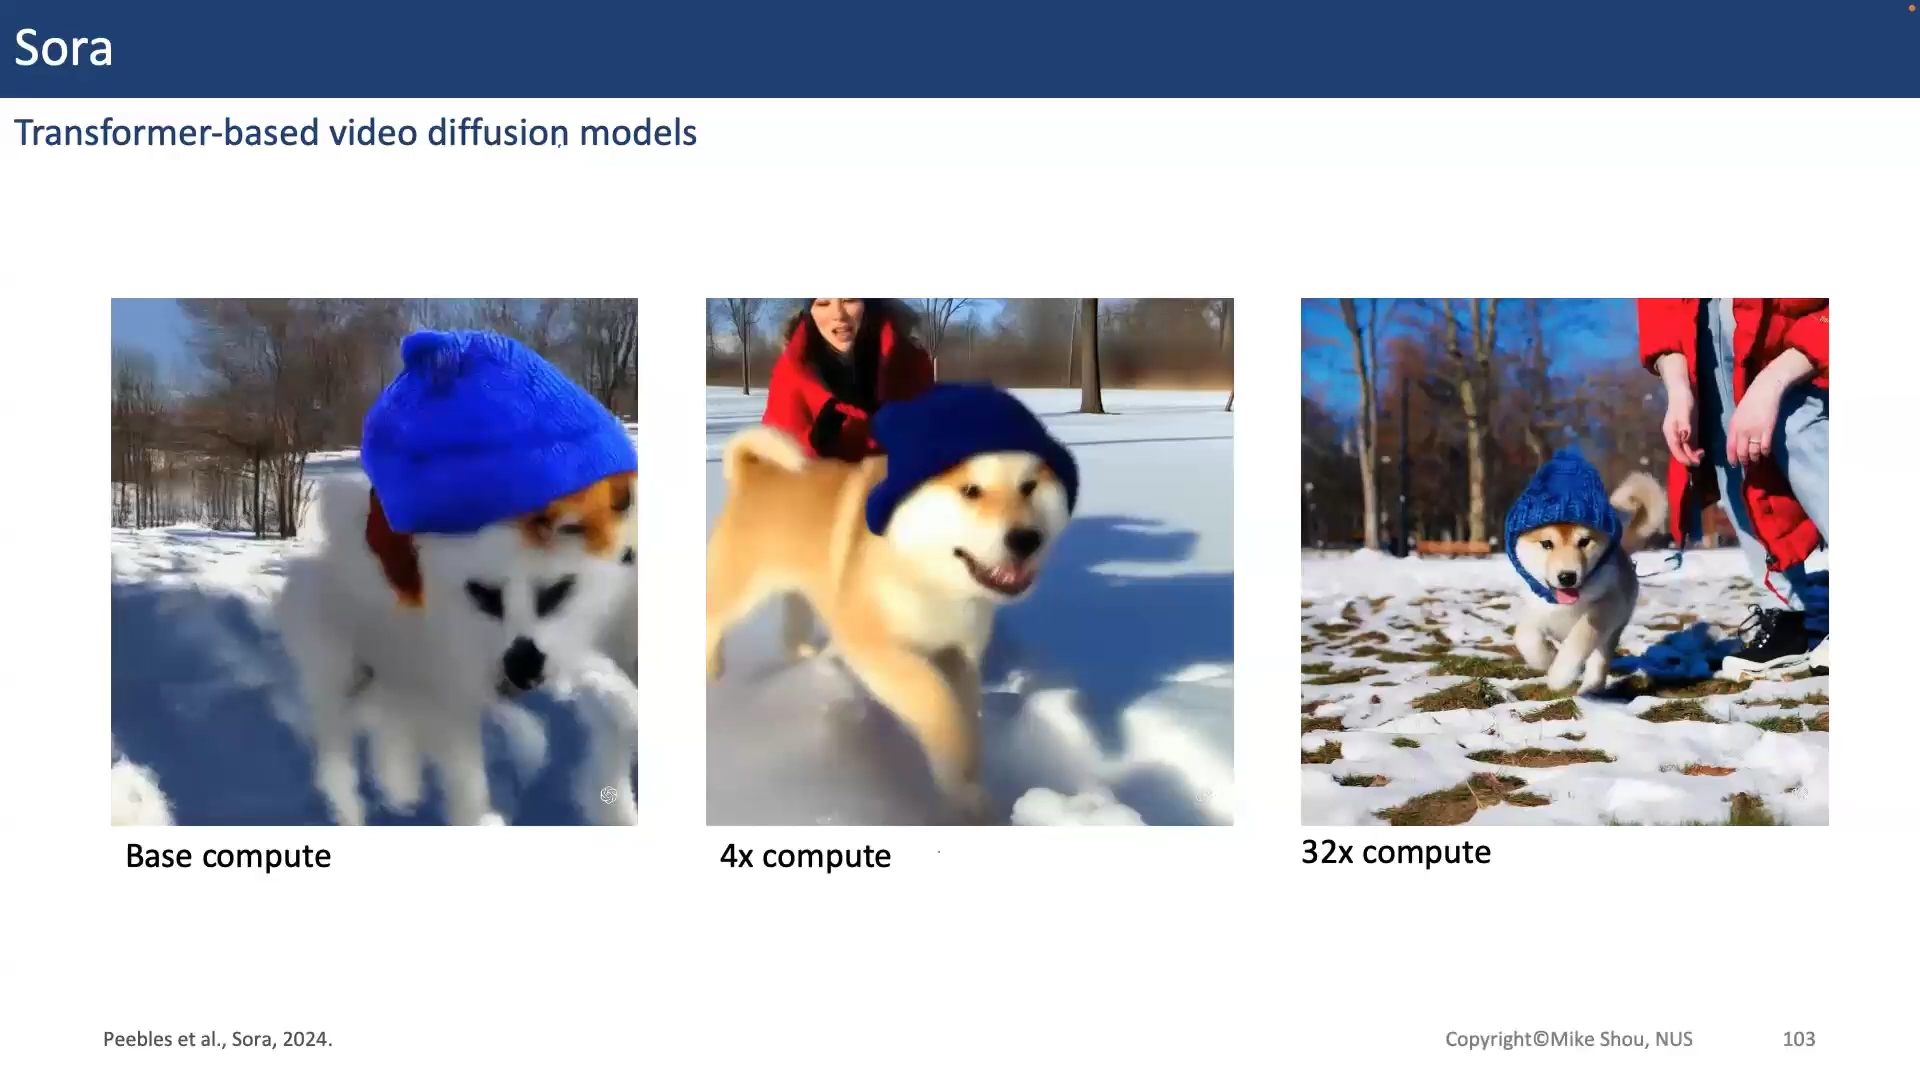 Sora
Transformer-based video diffusion models
Base compute
4x compute
32x compute
Peebles et al., Sora, 2024.
Copyright©Mike Shou, NUS
103